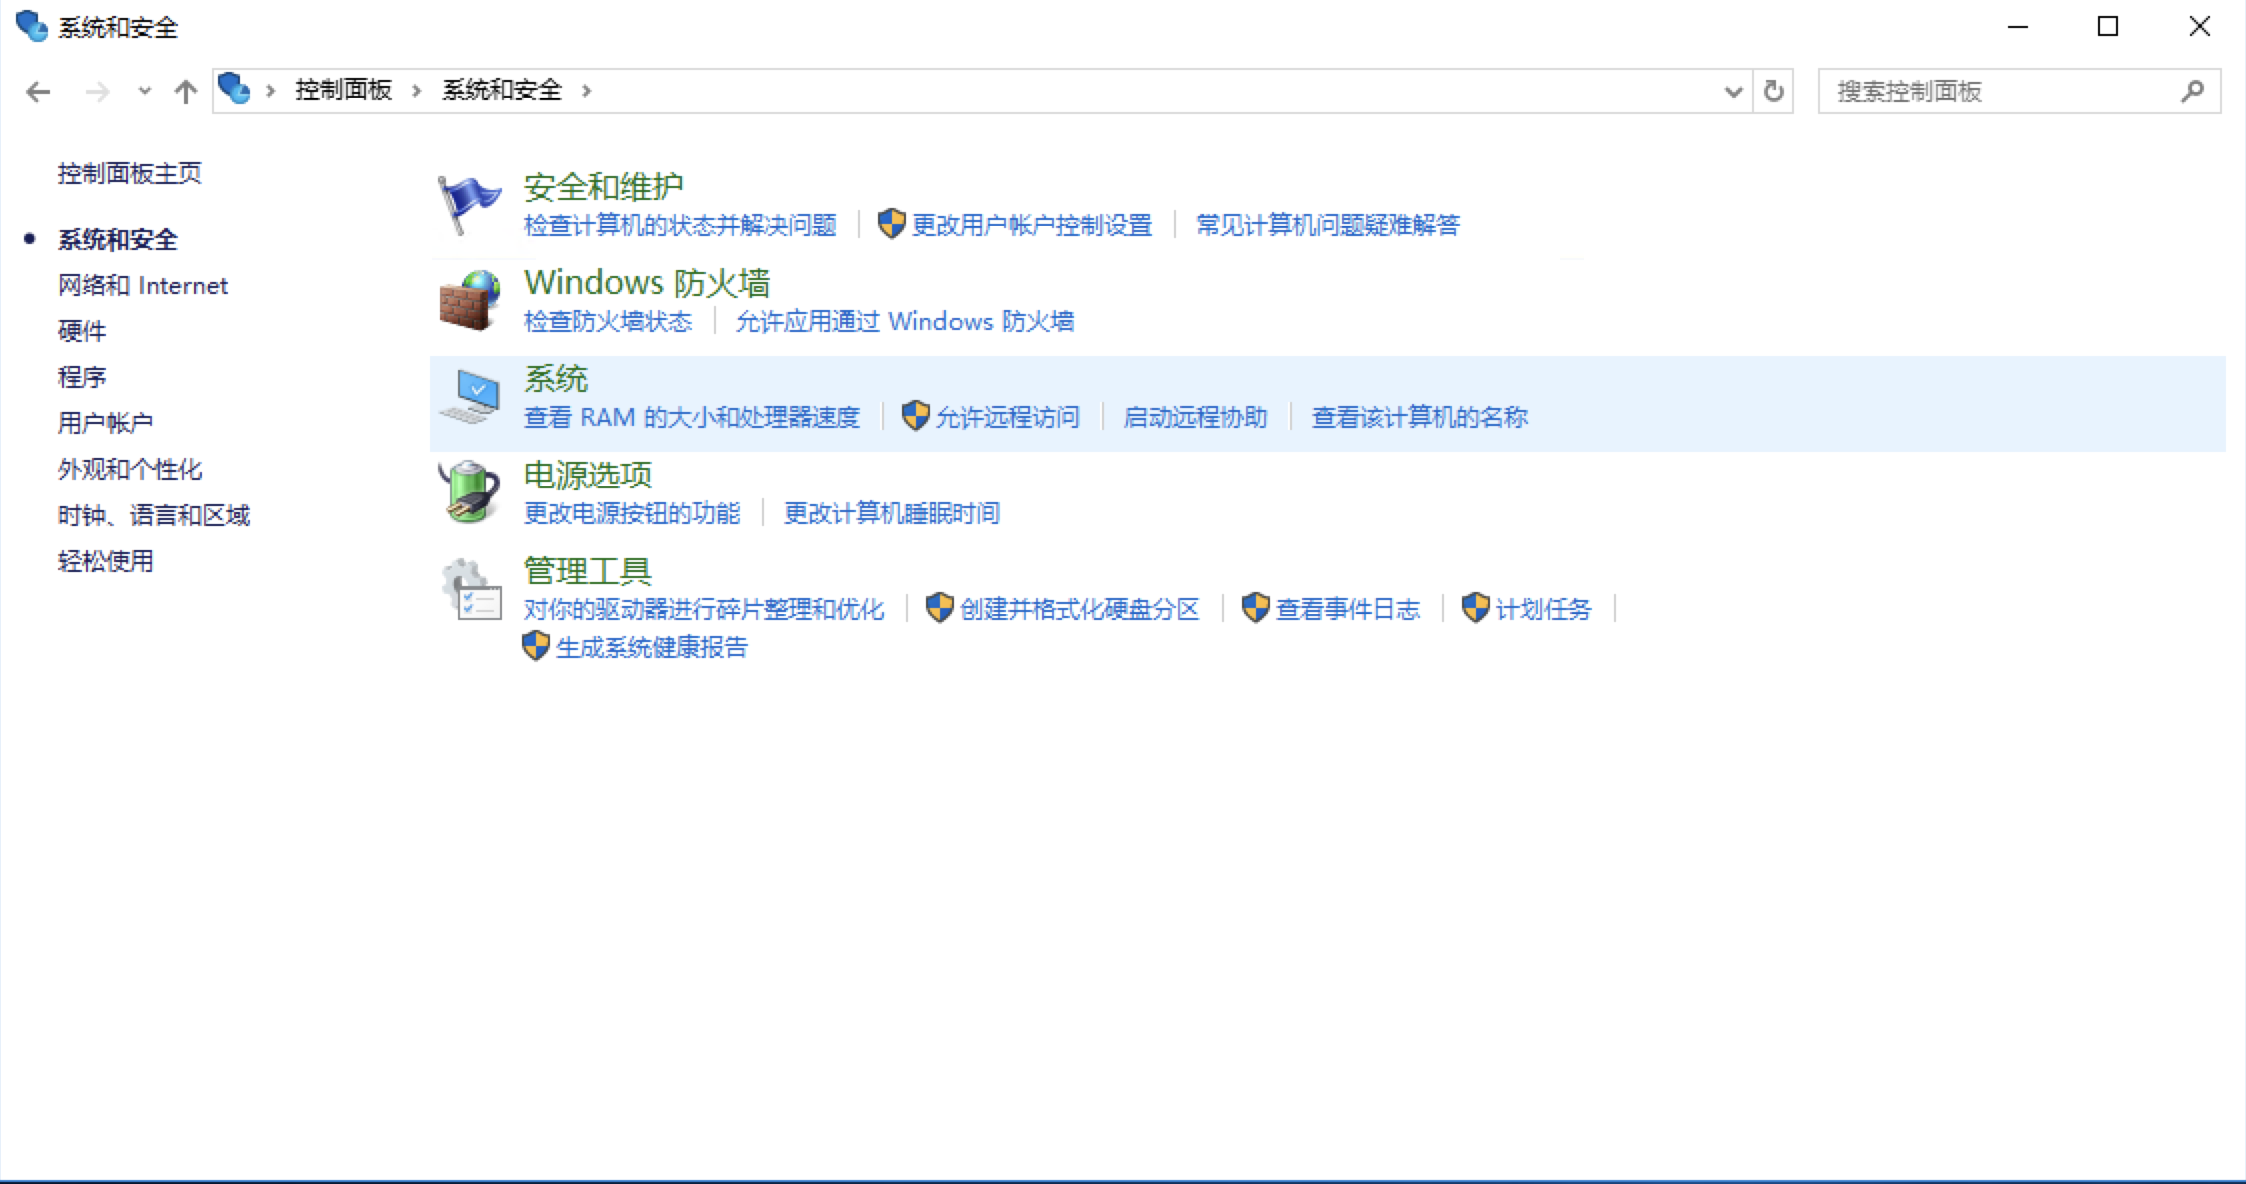 系统和安全
控制面板 系统和安全
搜索控制面板
控制面板主页
系统和安全
网络和 Internet
硬件
程序
用户帐户
外观和个性化
时钟、语言和区域
轻松使用
安全和维护
检查计算机的状态并解决问题 更改用户帐户控制设置 常见计算机问题疑难解答
Windows 防火墙
检查防火墙状态 允许应用通过 Windows 防火墙
系统
查看 RAM 的大小和处理器速度 允许远程访问 启动远程协助 查看该计算机的名称
电源选项
更改电源按钮的功能 更改计算机睡眠时间
管理工具
对你的驱动器进行碎片整理和优化 创建并格式化硬盘分区 查看事件日志 计划任务
生成系统健康报告